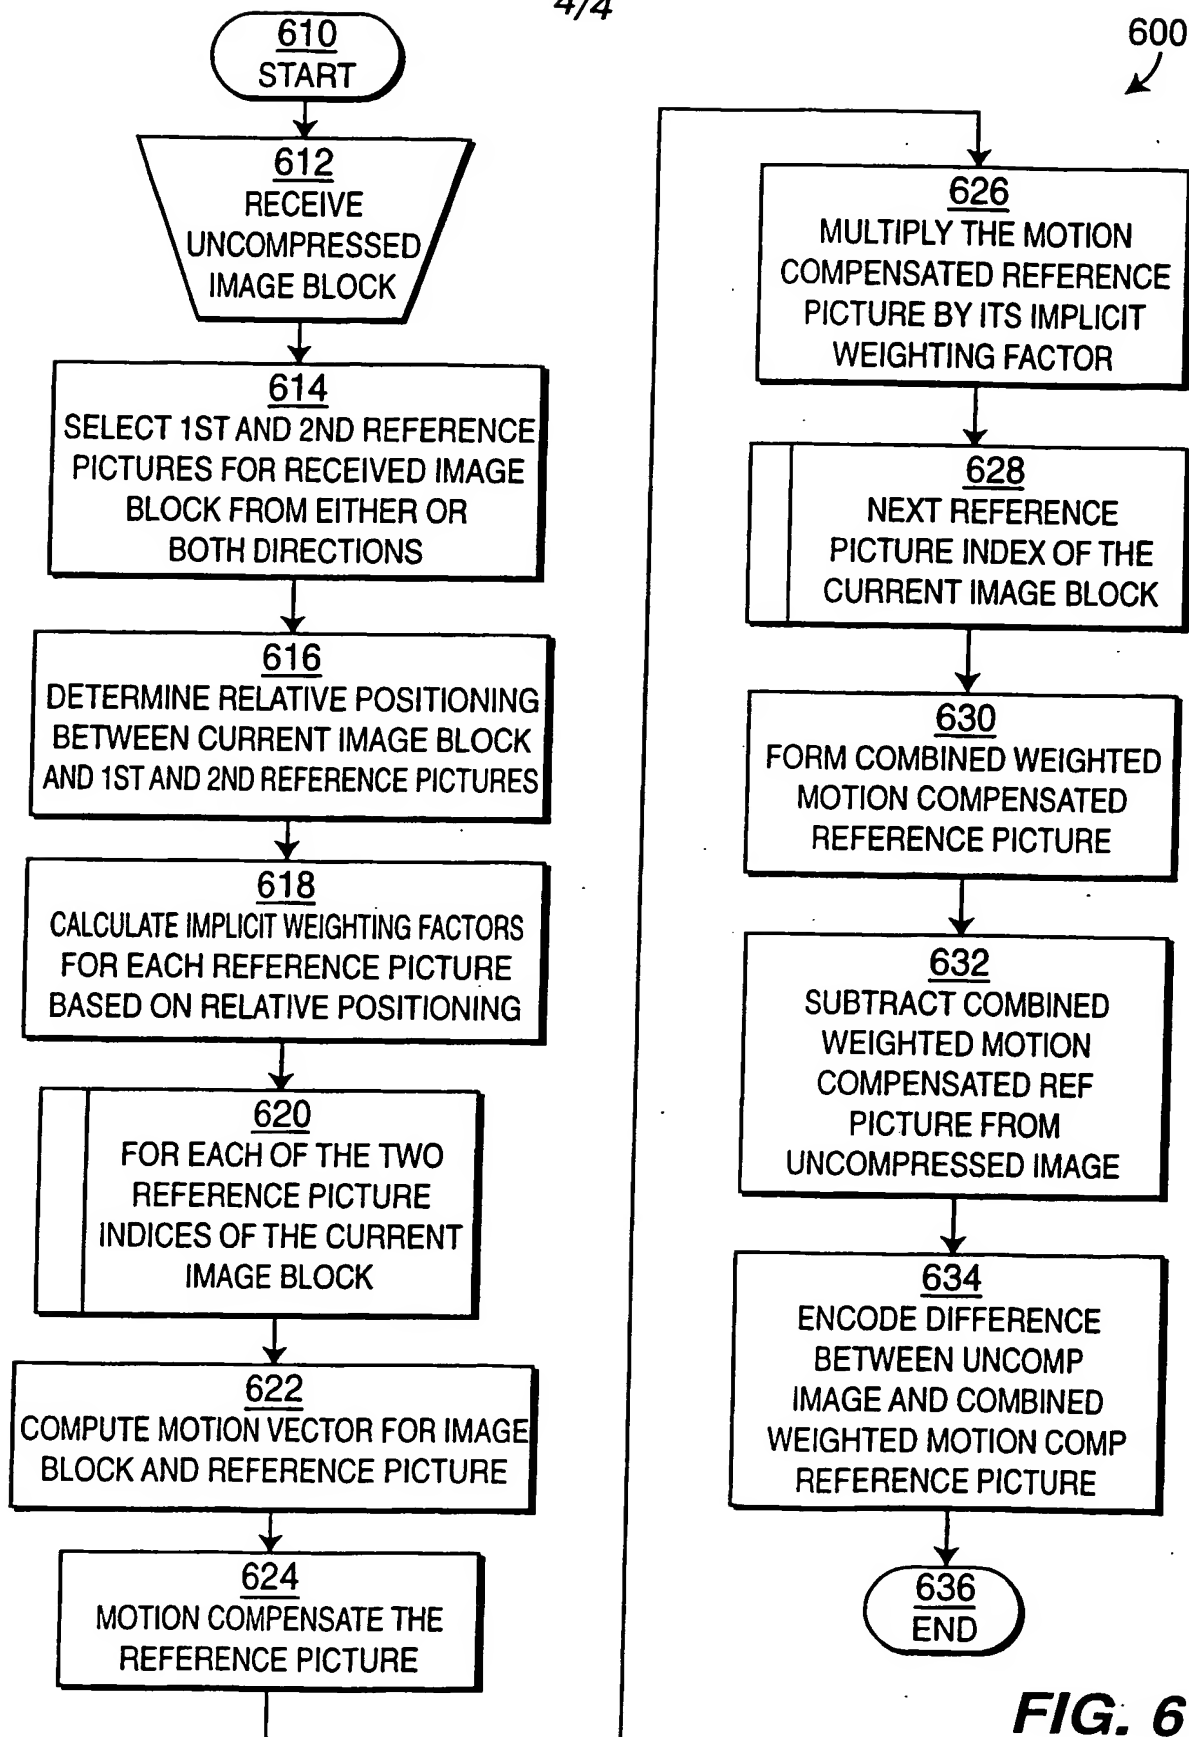 4/4
600
610
START
612
RECEIVE
UNCOMPRESSED
IMAGE BLOCK
614
SELECT 1ST AND 2ND REFERENCE
PICTURES FOR RECEIVED IMAGE
BLOCK FROM EITHER OR
BOTH DIRECTIONS
616
DETERMINE RELATIVE POSITIONING
BETWEEN CURRENT IMAGE BLOCK
AND 1ST AND 2ND REFERENCE PICTURES
618
CALCULATE IMPLICIT WEIGHTING FACTORS
FOR EACH REFERENCE PICTURE
BASED ON RELATIVE POSITIONING
620
FOR EACH OF THE TWO
REFERENCE PICTURE
INDICES OF THE CURRENT
IMAGE BLOCK
622
COMPUTE MOTION VECTOR FOR IMAGE
BLOCK AND REFERENCE PICTURE
624
MOTION COMPENSATE THE
REFERENCE PICTURE
626
MULTIPLY THE MOTION
COMPENSATED REFERENCE
PICTURE BY ITS IMPLICIT
WEIGHTING FACTOR
628
NEXT REFERENCE
PICTURE INDEX OF THE
CURRENT IMAGE BLOCK
630
FORM COMBINED WEIGHTED
MOTION COMPENSATED
REFERENCE PICTURE
632
SUBTRACT COMBINED
WEIGHTED MOTION
COMPENSATED REF
PICTURE FROM
UNCOMPRESSED IMAGE
634
ENCODE DIFFERENCE
BETWEEN UNCOMP
IMAGE AND COMBINED
WEIGHTED MOTION COMP
REFERENCE PICTURE
636
END
FIG. 6